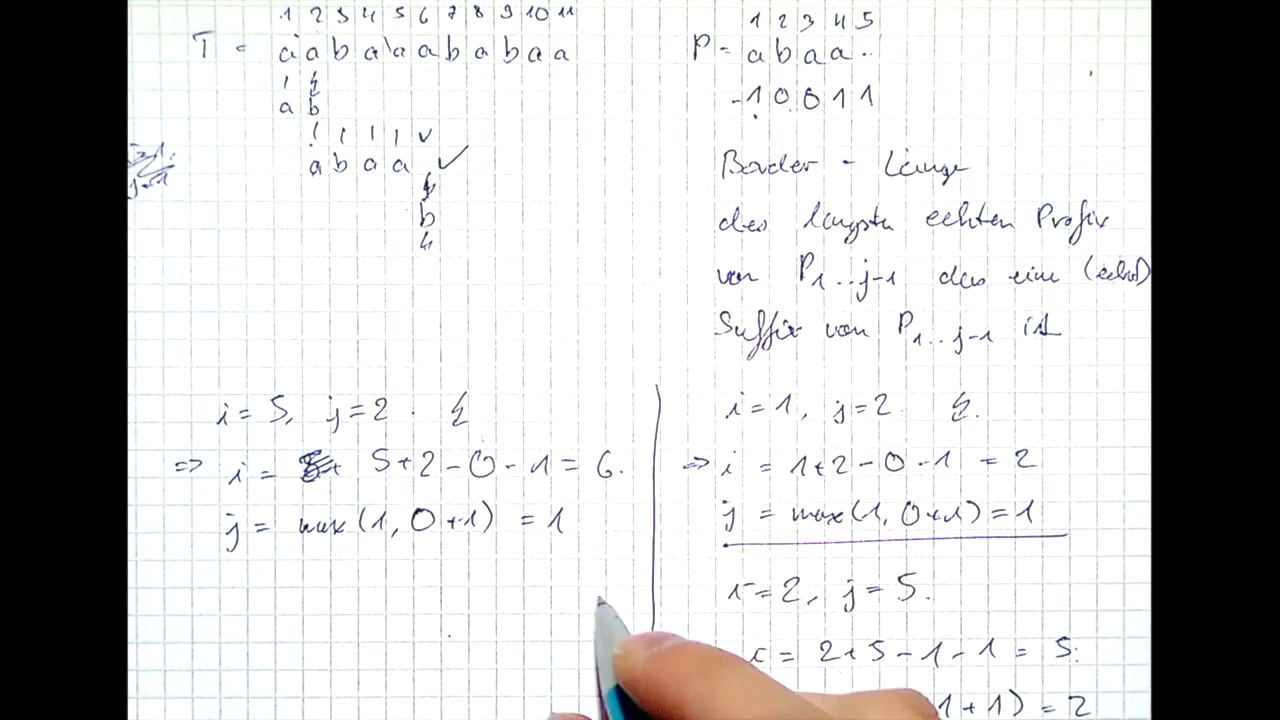 1 2 3 4 5 6 7 8 9 10 11
T = a a b a a a b a b a a
a b
a b a a
b
1 2 3 4 5
P = a b a a ..
-1 0 0 1 1
Border - Länge
des längsten echten Präfix
von P1..j-1 das eine (echt)
Suffix von P1..j-1 ist
i = 5, j = 2.
=> i = 5+2-0-1 = 6.
j = max(1, 0+1) = 1
i = 1, j = 2.
=> i = 1+2-0-1 = 2
j = max(1, 0+1) = 1
i = 2, j = 5.
i = 2+5-1-1 = 5.
1+1) = 2